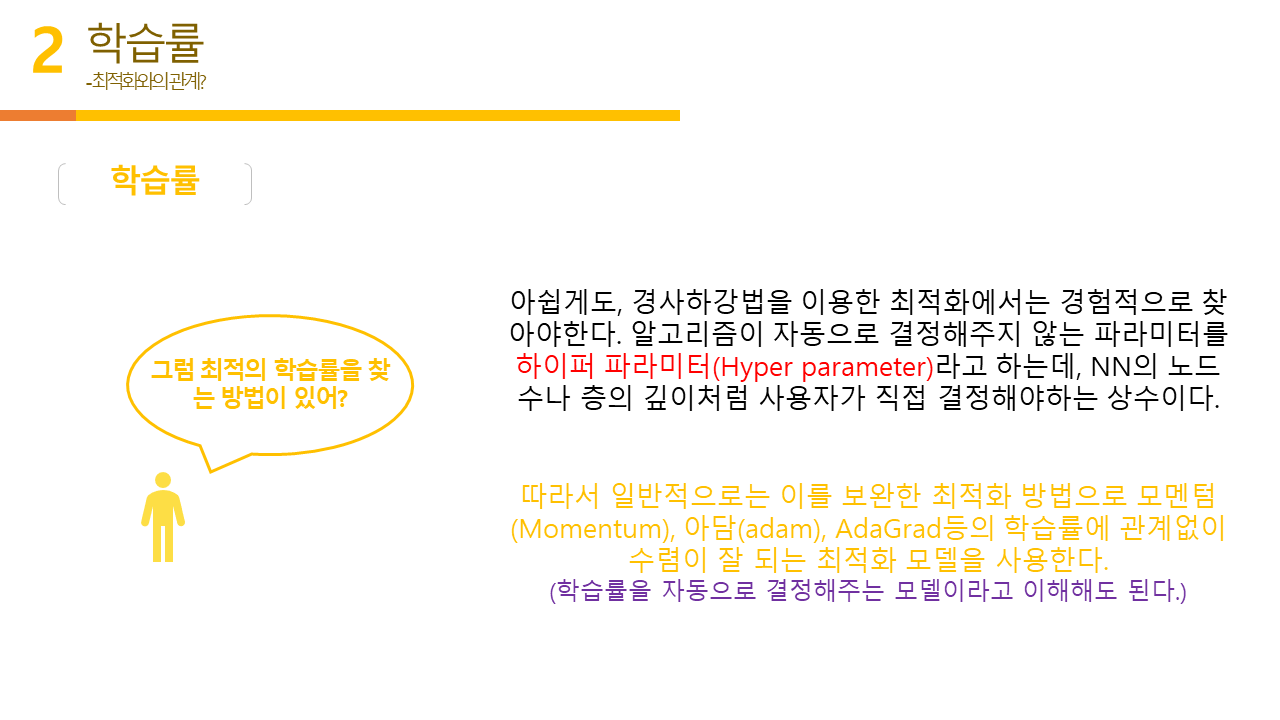 2
학습률
-최적화와의 관계?
학습률
그럼 최적의 학습률을 찾
는 방법이 있어?
아쉽게도, 경사하강법을 이용한 최적화에서는 경험적으로 찾
아야한다. 알고리즘이 자동으로 결정해주지 않는 파라미터를
하이퍼 파라미터(Hyper parameter)라고 하는데, NN의 노드
수나 층의 깊이처럼 사용자가 직접 결정해야하는 상수이다.
따라서 일반적으로는 이를 보완한 최적화 방법으로 모멘텀
(Momentum), 아담(adam), AdaGrad등의 학습률에 관계없이
수렴이 잘 되는 최적화 모델을 사용한다.
(학습률을 자동으로 결정해주는 모델이라고 이해해도 된다.)